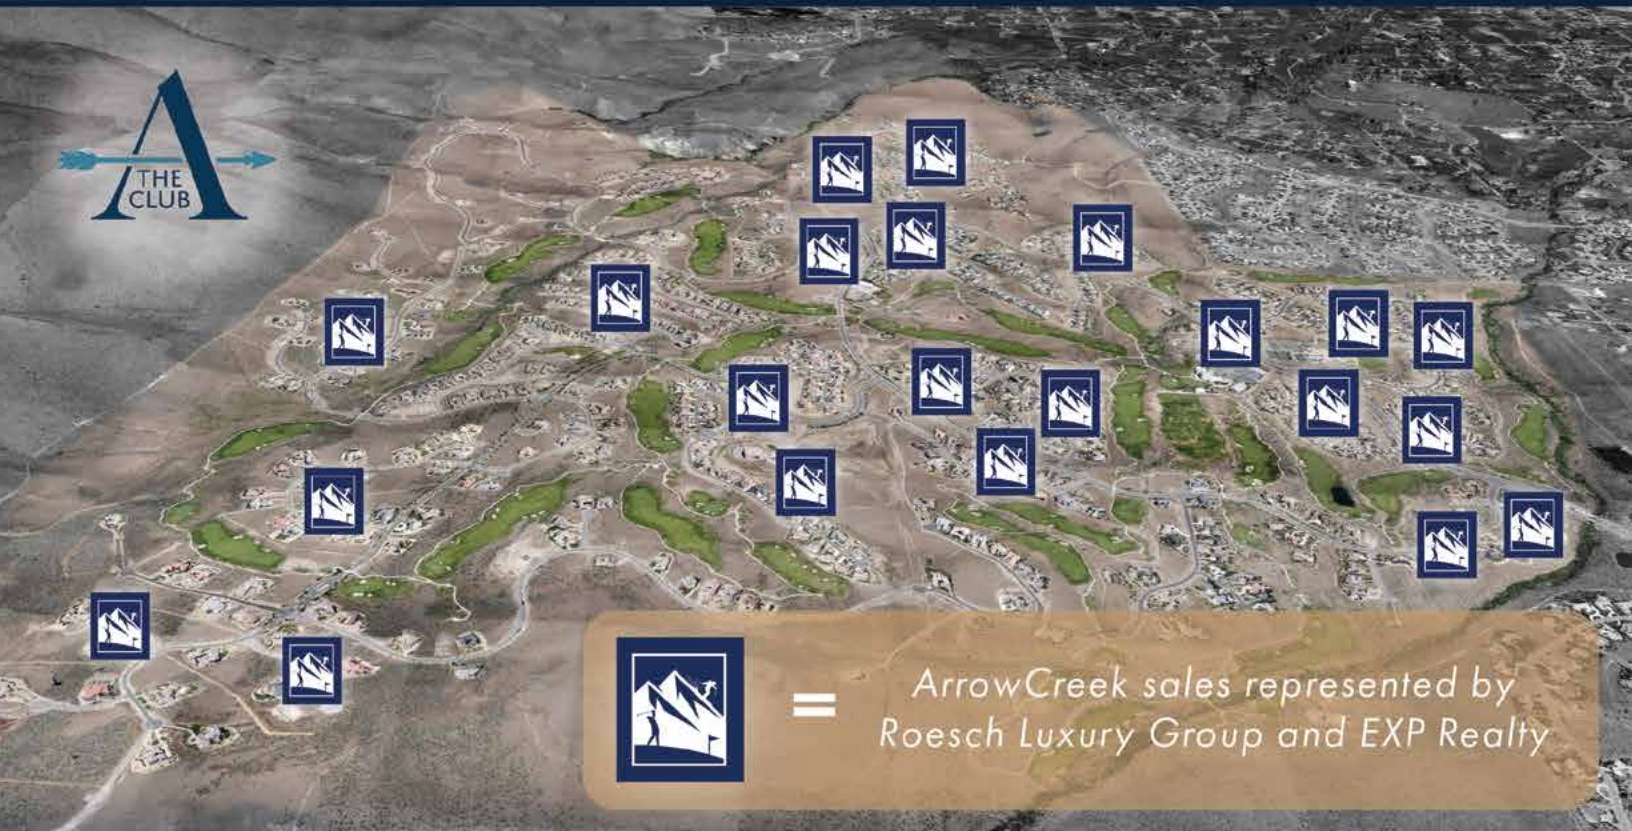 A
THE
CLUB
=
ArrowCreek sales represented by
Roesch Luxury Group and EXP Realty